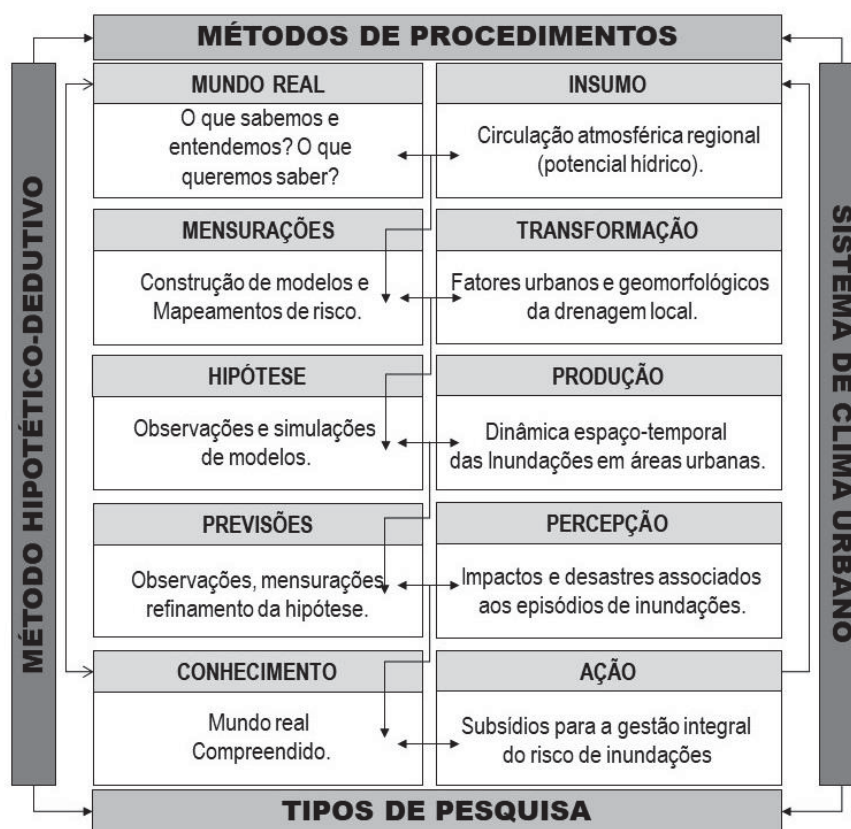 MÉTODOS DE PROCEDIMENTOS
MÉTODO HIPOTÉTICO-DEDUTIVO
MUNDO REAL
O que sabemos e
entendemos? O que
queremos saber?
INSUMO
Circulação atmosférica regional
(potencial hídrico).
MENSURAÇÕES
Construção de modelos e
Mapeamentos de risco.
TRANSFORMAÇÃO
Fatores urbanos e geomorfológicos
da drenagem local.
HIPÓTESE
Observações e simulações
de modelos.
PRODUÇÃO
Dinâmica espaço-temporal
das Inundações em áreas urbanas.
PREVISÕES
Observações, mensurações
refinamento da hipótese.
PERCEPÇÃO
Impactos e desastres associados
aos episódios de inundações.
CONHECIMENTO
Mundo real
Compreendido.
AÇÃO
Subsídios para a gestão integral
do risco de inundações
SISTEMA DE CLIMA URBANO
TIPOS DE PESQUISA